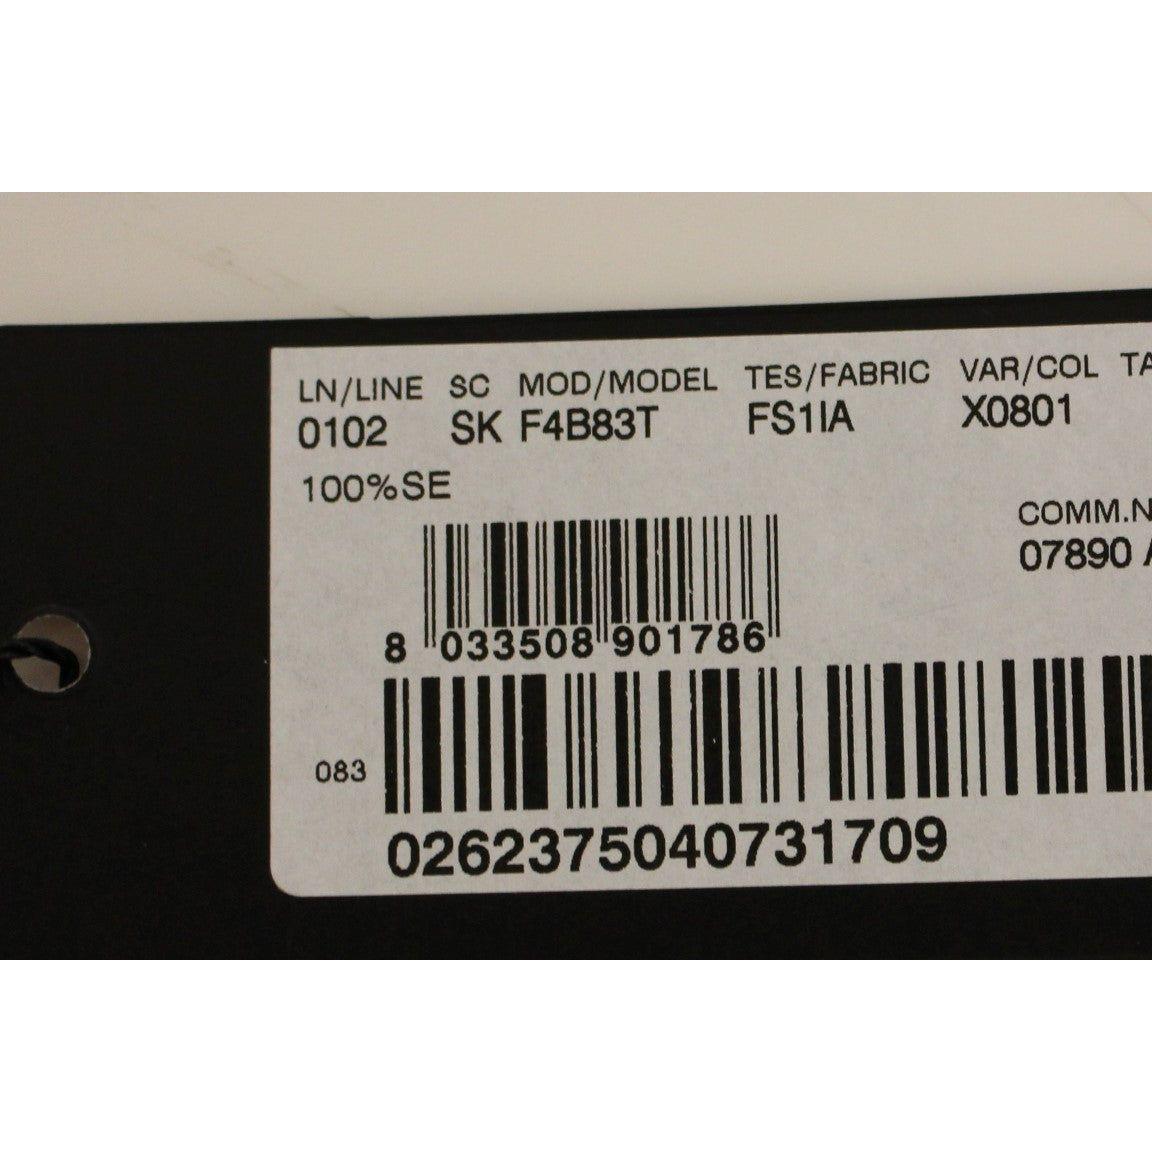 LN/LINE SC MOD/MODEL TES/FABRIC VAR/COL TA
0102 SK F4B83T FS1IA X0801
100%SE
COMM.N
07890
8 033508 901786
083
0262375040731709